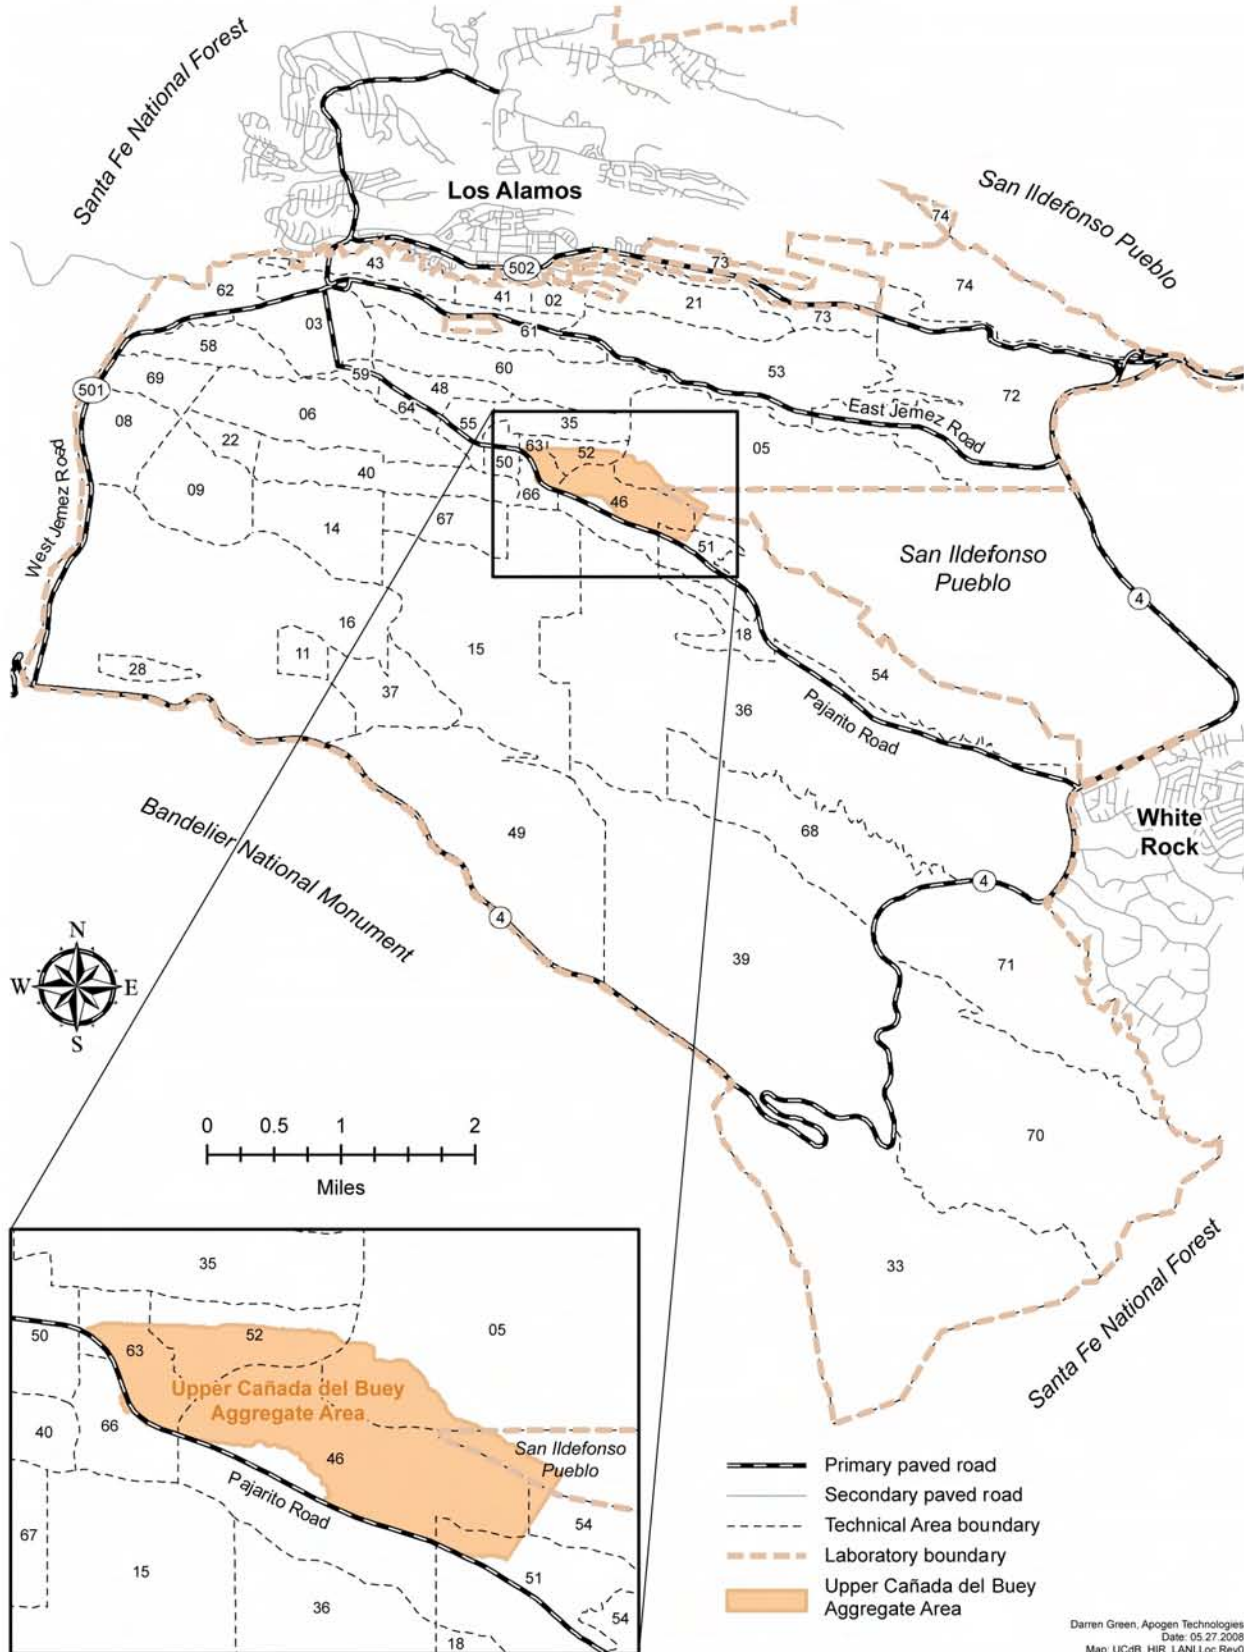 Santa Fe National Forest
Los Alamos
San Ildefonso Pueblo
74
74
502
73
43
62
41
02
21
73
03
61
58
59
60
53
72
501
69
48
64
08
06
55
35
East Jemez Road
22
63
52
05
50
40
09
66
46
14
67
51
West Jemez Road
San Ildefonso
Pueblo
4
16
18
11
15
28
54
37
36
Pajarito Road
68
White
Rock
49
Bandelier National Monument
4
4
39
71
N
W
E
S
0 0.5 1 2
Miles
70
33
Santa Fe National Forest
35
05
50
52
63
Upper Cañada del Buey
Aggregate Area
66
40
46
San Ildefonso
Pueblo
Pajarito Road
54
67
15
51
36
54
18
Primary paved road
Secondary paved road
Technical Area boundary
Laboratory boundary
Upper Cañada del Buey
Aggregate Area
Darren Green, Apogen Technologies
Date: 05.27.2008
Map: UCdB_HIR_LANLLoc Rev0